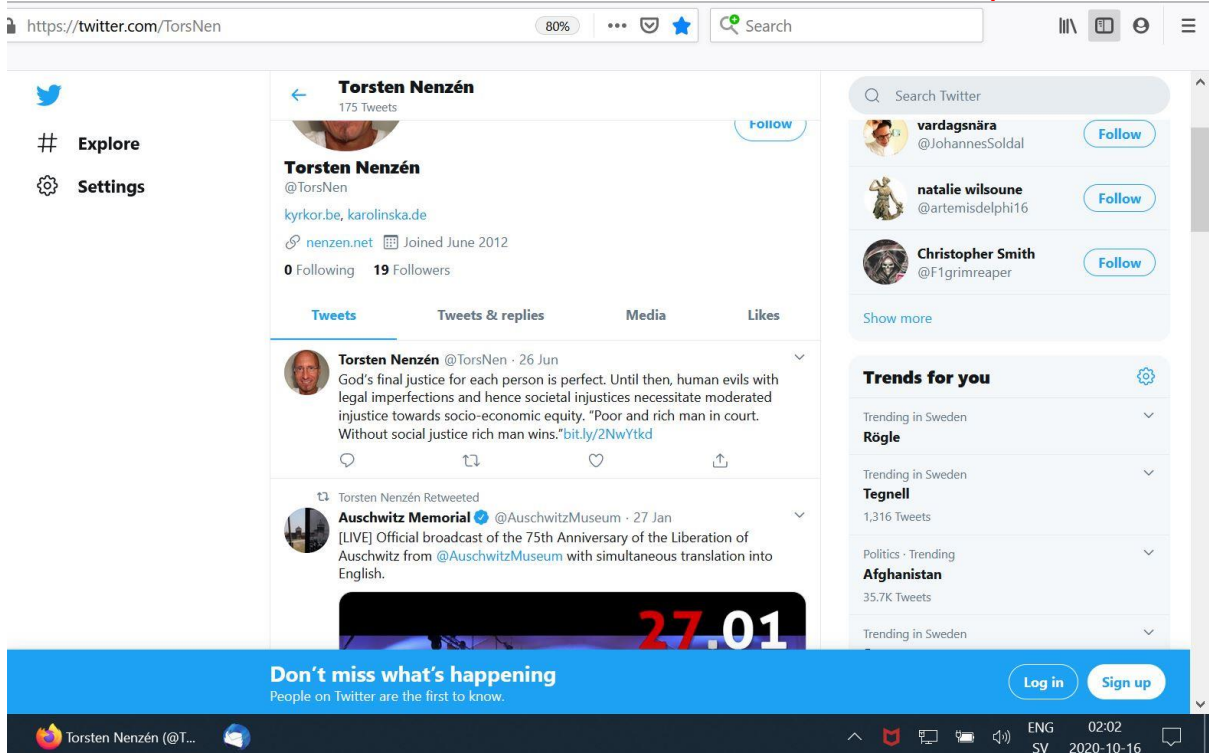 https://twitter.com/TorsNen
80%
Search
Explore
Settings
Torsten Nenzén
175 Tweets
Follow
Torsten Nenzén
@TorsNen
kyrkor.be, karolinska.de
nenzen.net Joined June 2012
0 Following 19 Followers
Tweets Tweets & replies Media Likes
Torsten Nenzén @TorsNen · 26 Jun
God's final justice for each person is perfect. Until then, human evils with
legal imperfections and hence societal injustices necessitate moderated
injustice towards socio-economic equity. "Poor and rich man in court.
Without social justice rich man wins."bit.ly/2NwYtkd
Torsten Nenzén Retweeted
Auschwitz Memorial @AuschwitzMuseum · 27 Jan
[LIVE] Official broadcast of the 75th Anniversary of the Liberation of
Auschwitz from @AuschwitzMuseum with simultaneous translation into
English.
27.01
Search Twitter
vardagsnära
@JohannesSoldal
Follow
natalie wilsoune
@artemisdelphi16
Follow
Christopher Smith
@F1grimreaper
Follow
Show more
Trends for you
Trending in Sweden
Rögle
Trending in Sweden
Tegnell
1,316 Tweets
Politics · Trending
Afghanistan
35.7K Tweets
Trending in Sweden
Don't miss what's happening
People on Twitter are the first to know.
Log in
Sign up
Torsten Nenzén (@T...
ENG
SV
02:02
2020-10-16